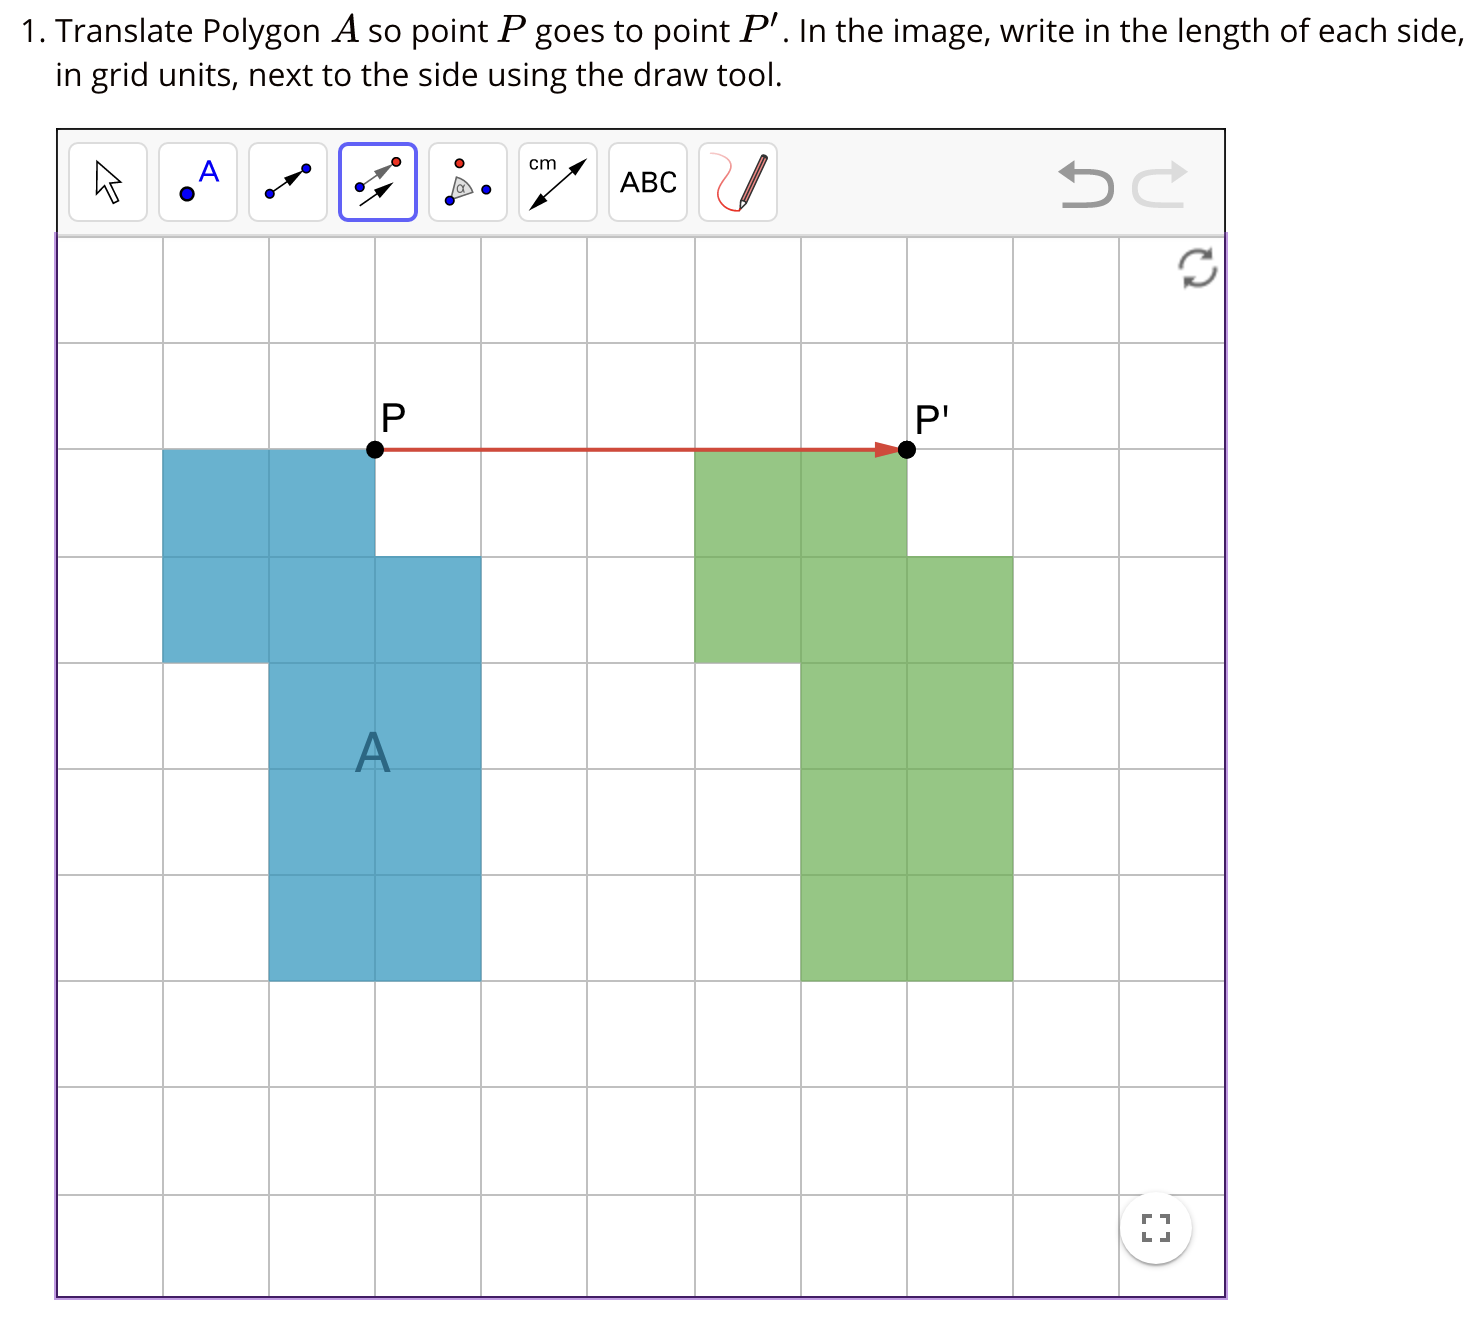 1. Translate Polygon A so point P goes to point P′. In the image, write in the length of each side,
in grid units, next to the side using the draw tool.
A
α
cm
ABC
P
P'
A